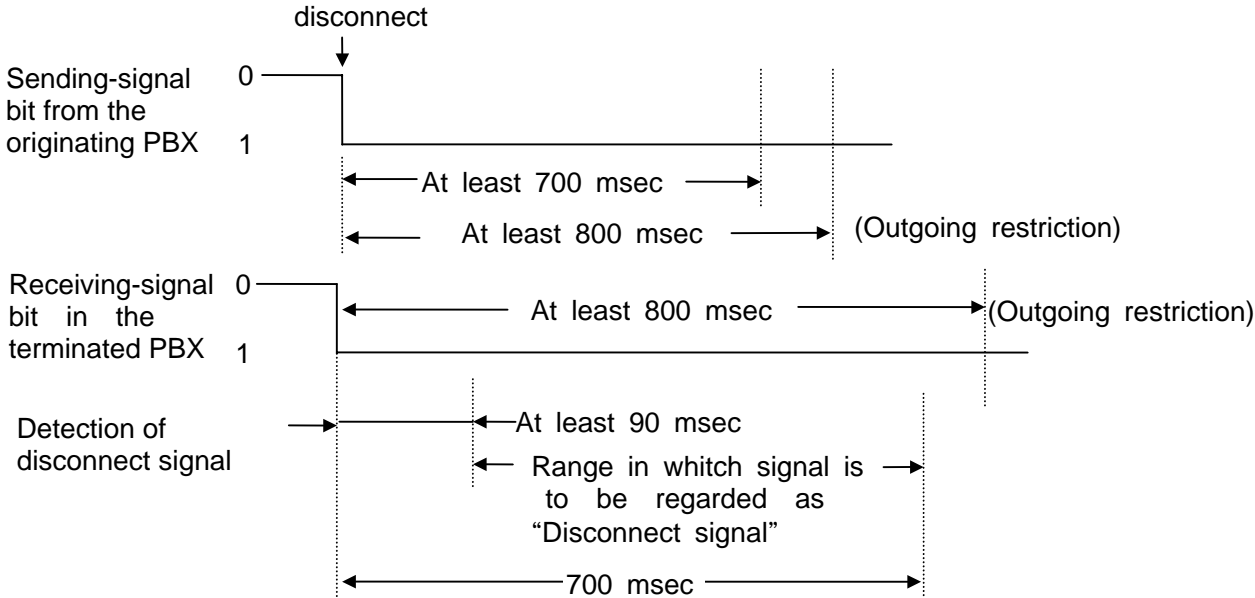 disconnect
Sending-signal 0
bit from the
originating PBX 1
At least 700 msec
At least 800 msec (Outgoing restriction)
Receiving-signal 0
bit in the
terminated PBX 1
At least 800 msec (Outgoing restriction)
Detection of
disconnect signal
At least 90 msec
Range in whitch signal is
to be regarded as
“Disconnect signal”
700 msec